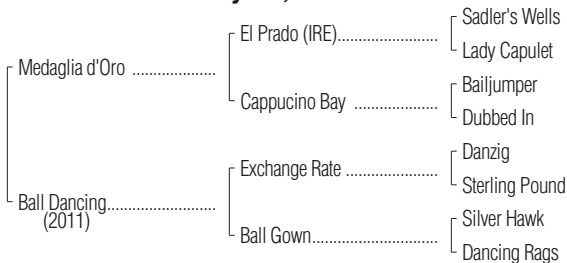 Sadler's Wells
El Prado (IRE)....................
Lady Capulet
Medaglia d'Oro .................
Bailjumper
Cappucino Bay .................
Dubbed In
Danzig
Exchange Rate ..................
Sterling Pound
Ball Dancing......................
(2011)
Silver Hawk
Ball Gown.........................
Dancing Rags